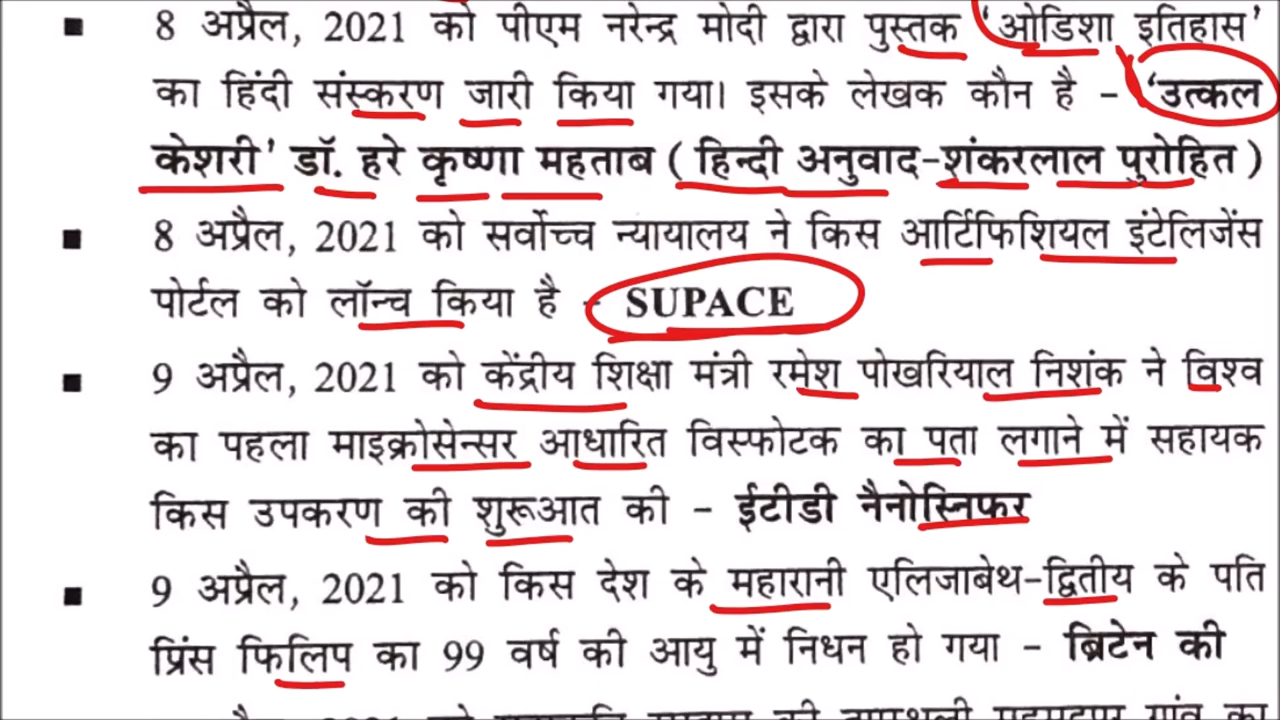 ■ 8 अप्रैल, 2021 को पीएम नरेन्द्र मोदी द्वारा पुस्तक 'ओडिशा इतिहास'
का हिंदी संस्करण जारी किया गया। इसके लेखक कौन है – 'उत्कल
केशरी' डॉ. हरे कृष्णा महताब ( हिन्दी अनुवाद-शंकरलाल पुरोहित )
■ 8 अप्रैल, 2021 को सर्वोच्च न्यायालय ने किस आर्टिफिशियल इंटेलिजेंस
पोर्टल को लॉन्च किया है - SUPACE
■ 9 अप्रैल, 2021 को केंद्रीय शिक्षा मंत्री रमेश पोखरियाल निशंक ने विश्व
का पहला माइक्रोसेन्सर आधारित विस्फोटक का पता लगाने में सहायक
किस उपकरण की शुरूआत की – ईटीडी नैनोस्निफर
■ 9 अप्रैल, 2021 को किस देश के महारानी एलिजाबेथ-द्वितीय के पति
प्रिंस फिलिप का 99 वर्ष की आयु में निधन हो गया – ब्रिटेन की